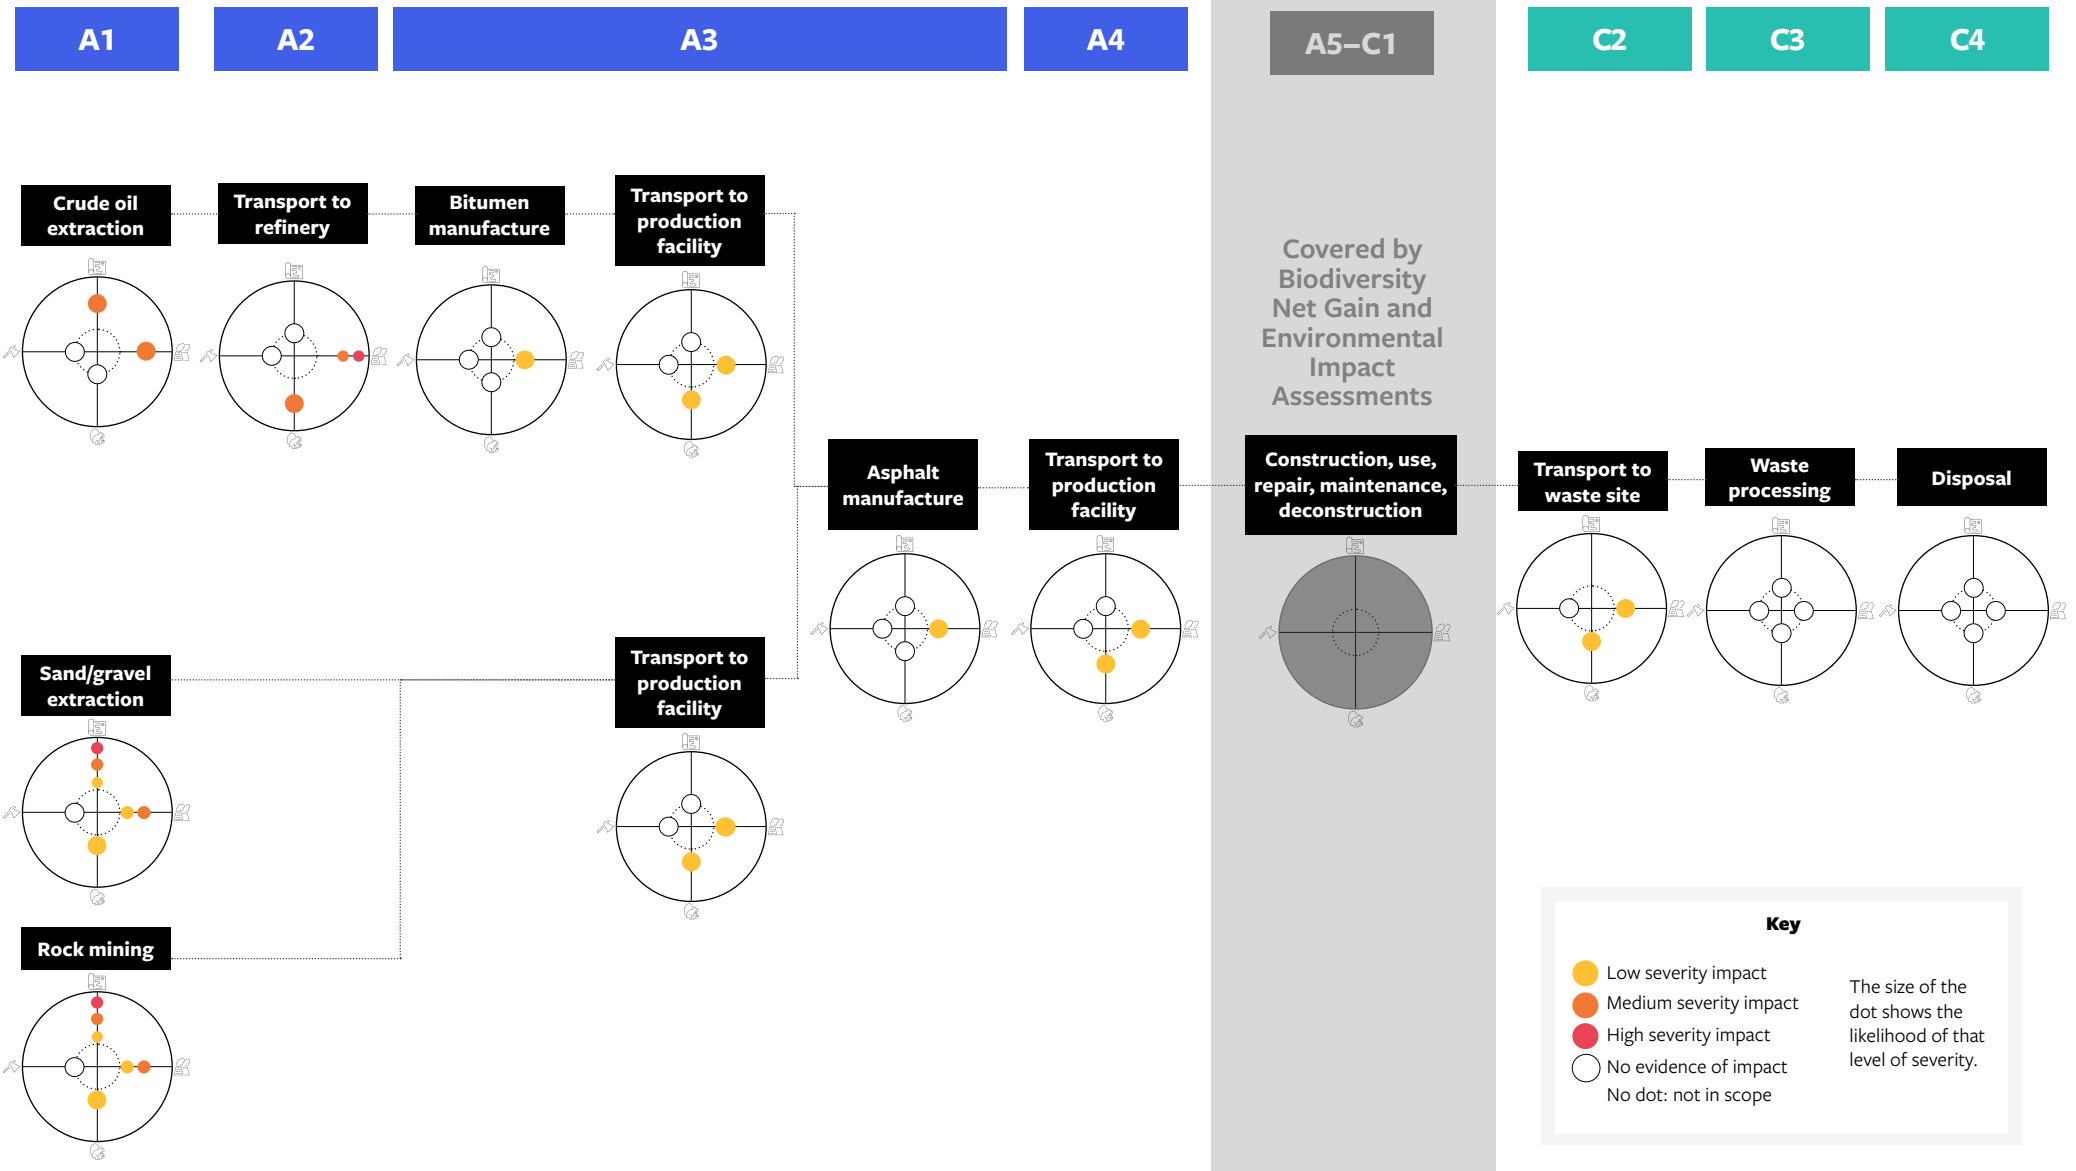 A1
A2
A3
A4
A5–C1
C2
C3
C4
Crude oil
extraction
Transport to
refinery
Bitumen
manufacture
Transport to
production
facility
Covered by
Biodiversity
Net Gain and
Environmental
Impact
Assessments
Asphalt
manufacture
Transport to
production
facility
Construction, use,
repair, maintenance,
deconstruction
Transport to
waste site
Waste
processing
Disposal
Sand/gravel
extraction
Transport to
production
facility
Rock mining
Key
Low severity impact
Medium severity impact
High severity impact
No evidence of impact
No dot: not in scope
The size of the
dot shows the
likelihood of that
level of severity.